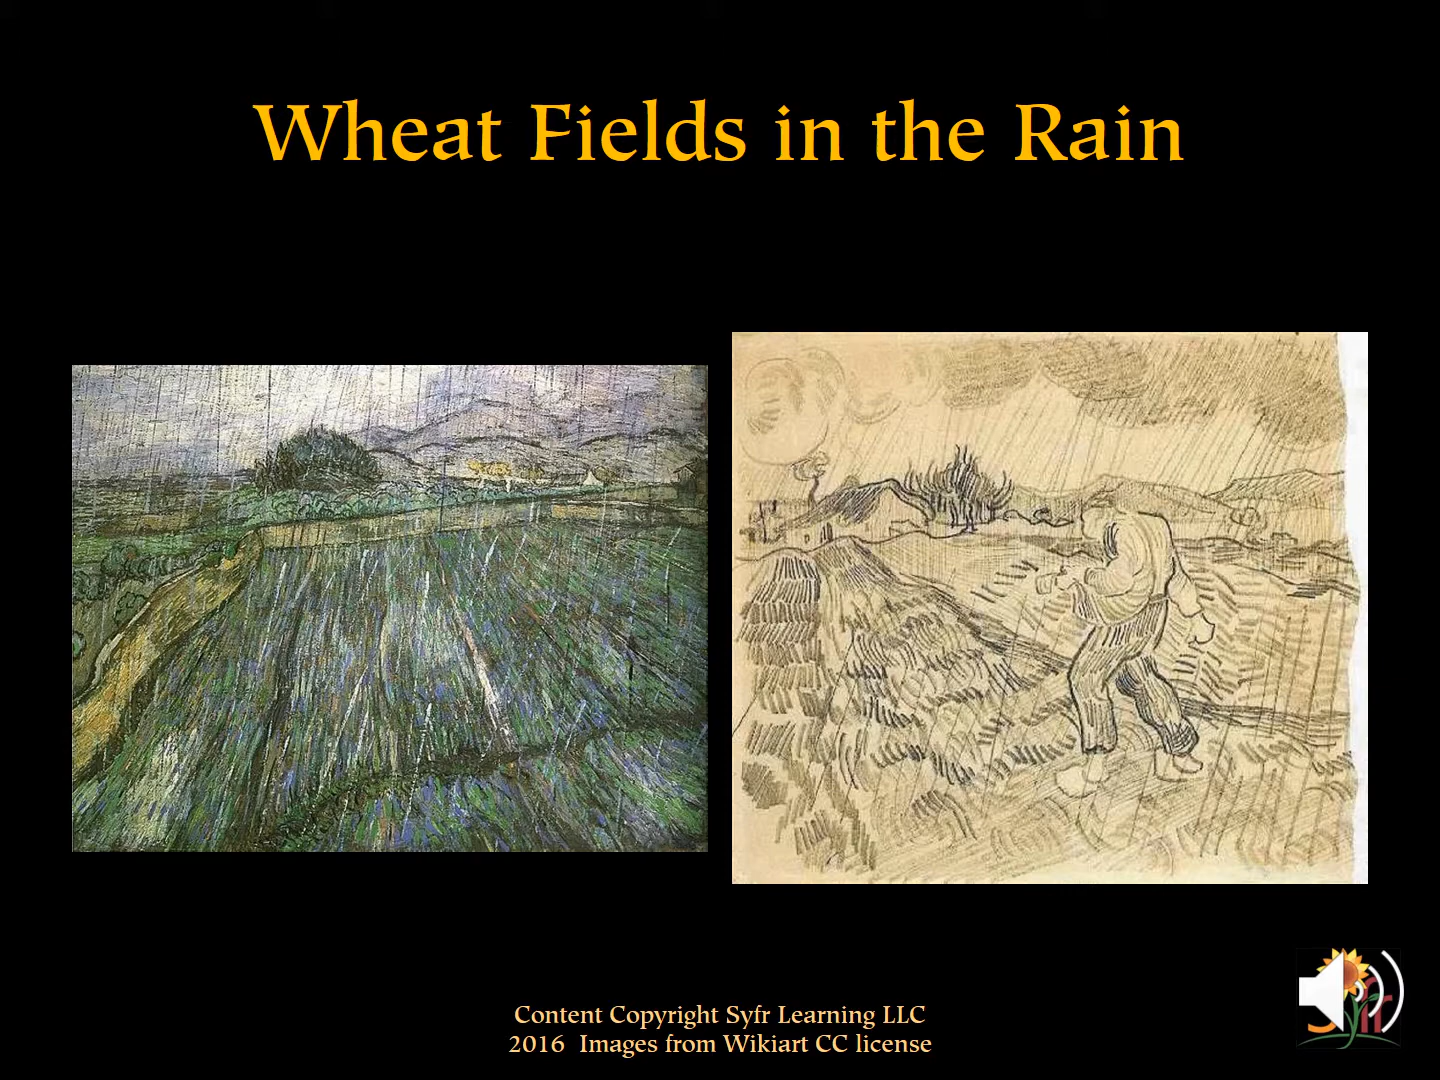 Wheat Fields in the Rain
Content Copyright Syfr Learning LLC
2016  Images from Wikiart CC license